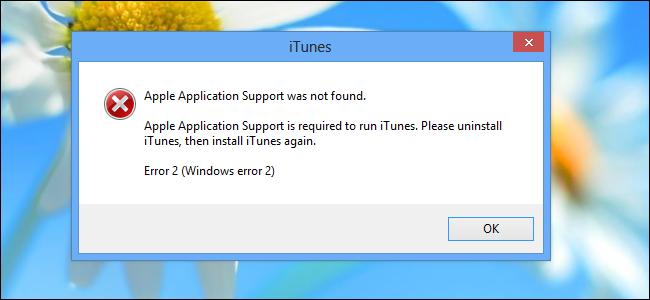 iTunes
Apple Application Support was not found.
Apple Application Support is required to run iTunes. Please uninstall
iTunes, then install iTunes again.
Error 2 (Windows error 2)
OK